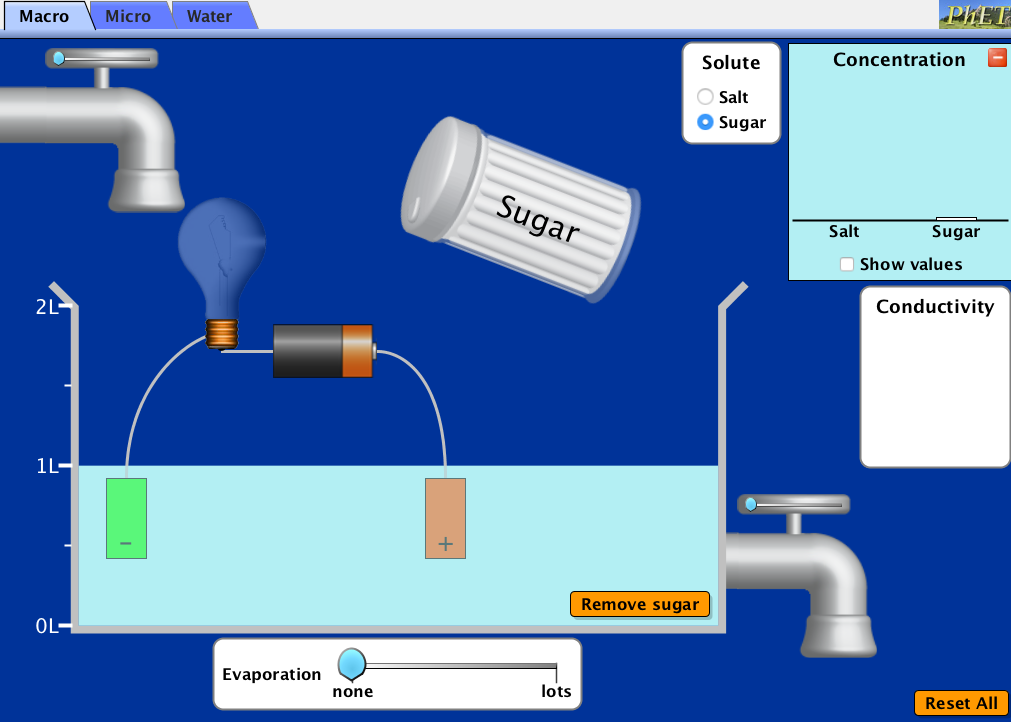 Macro
Micro
Water
PhET
Solute
Salt
Sugar
Concentration
Salt
Sugar
Show values
Conductivity
Sugar
2L
1L
0L
−
+
Remove sugar
Evaporation
none
lots
Reset All